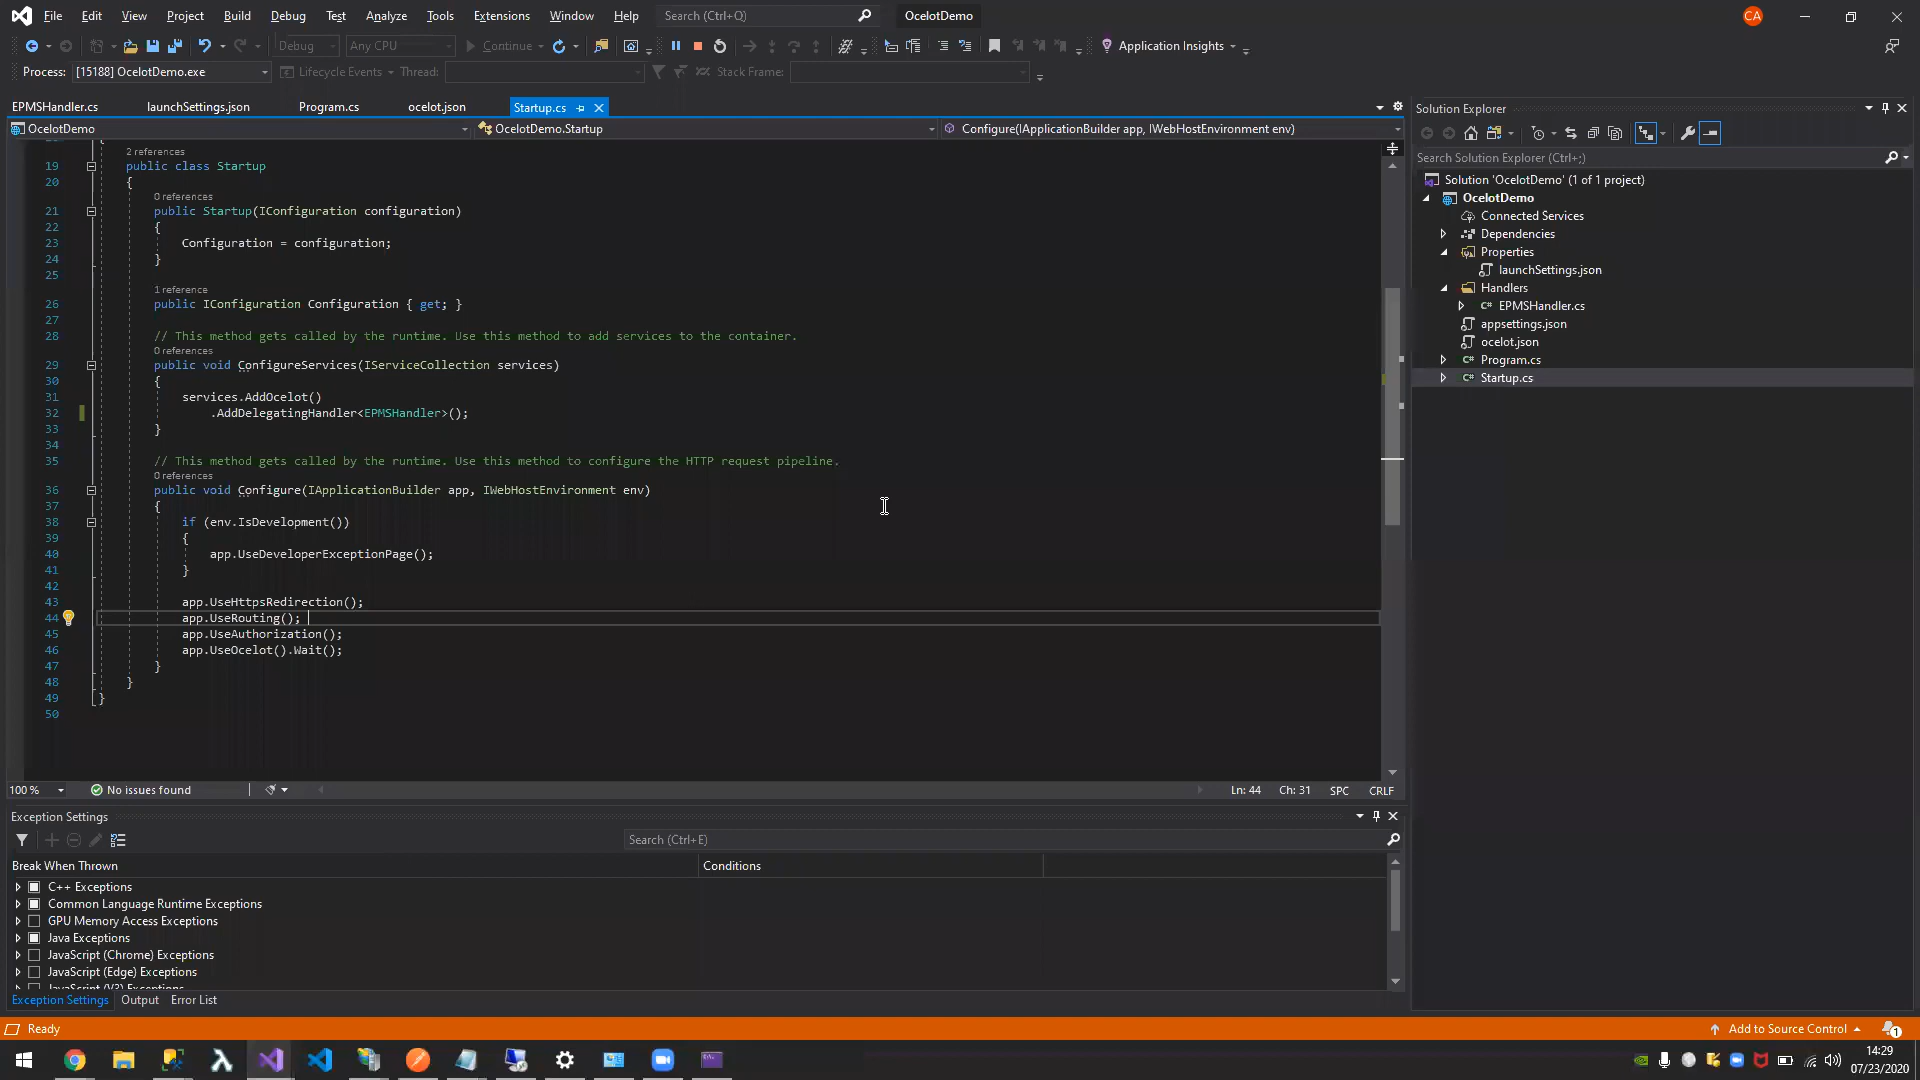 File Edit View Project Build Debug Test Analyze Tools Extensions Window Help Search (Ctrl+Q) OcelotDemo CA
Debug Any CPU Continue Application Insights
Process: [15188] OcelotDemo.exe Lifecycle Events Thread: Stack Frame:
EPMSHandler.cs launchSettings.json Program.cs ocelot.json Startup.cs
OcelotDemo OcelotDemo.Startup Configure(IApplicationBuilder app, IWebHostEnvironment env)
2 references
19 public class Startup
20 {
0 references
21 public Startup(IConfiguration configuration)
22 {
23 Configuration = configuration;
24 }
25
1 reference
26 public IConfiguration Configuration { get; }
27
28 // This method gets called by the runtime. Use this method to add services to the container.
0 references
29 public void ConfigureServices(IServiceCollection services)
30 {
31 services.AddOcelot()
32 .AddDelegatingHandler<EPMSHandler>();
33 }
34
35 // This method gets called by the runtime. Use this method to configure the HTTP request pipeline.
0 references
36 public void Configure(IApplicationBuilder app, IWebHostEnvironment env)
37 {
38 if (env.IsDevelopment())
39 {
40 app.UseDeveloperExceptionPage();
41 }
42
43 app.UseHttpsRedirection();
44 app.UseRouting();
45 app.UseAuthorization();
46 app.UseOcelot().Wait();
47 }
48 }
49 }
50
100 % No issues found Ln: 44 Ch: 31 SPC CRLF
Exception Settings
Search (Ctrl+E)
Break When Thrown Conditions
C++ Exceptions
Common Language Runtime Exceptions
GPU Memory Access Exceptions
Java Exceptions
JavaScript (Chrome) Exceptions
JavaScript (Edge) Exceptions
Exception Settings Output Error List
Solution Explorer
Search Solution Explorer (Ctrl+;)
Solution 'OcelotDemo' (1 of 1 project)
OcelotDemo
Connected Services
Dependencies
Properties
launchSettings.json
Handlers
C# EPMSHandler.cs
appsettings.json
ocelot.json
C# Program.cs
C# Startup.cs
Ready Add to Source Control 1
14:29
07/23/2020